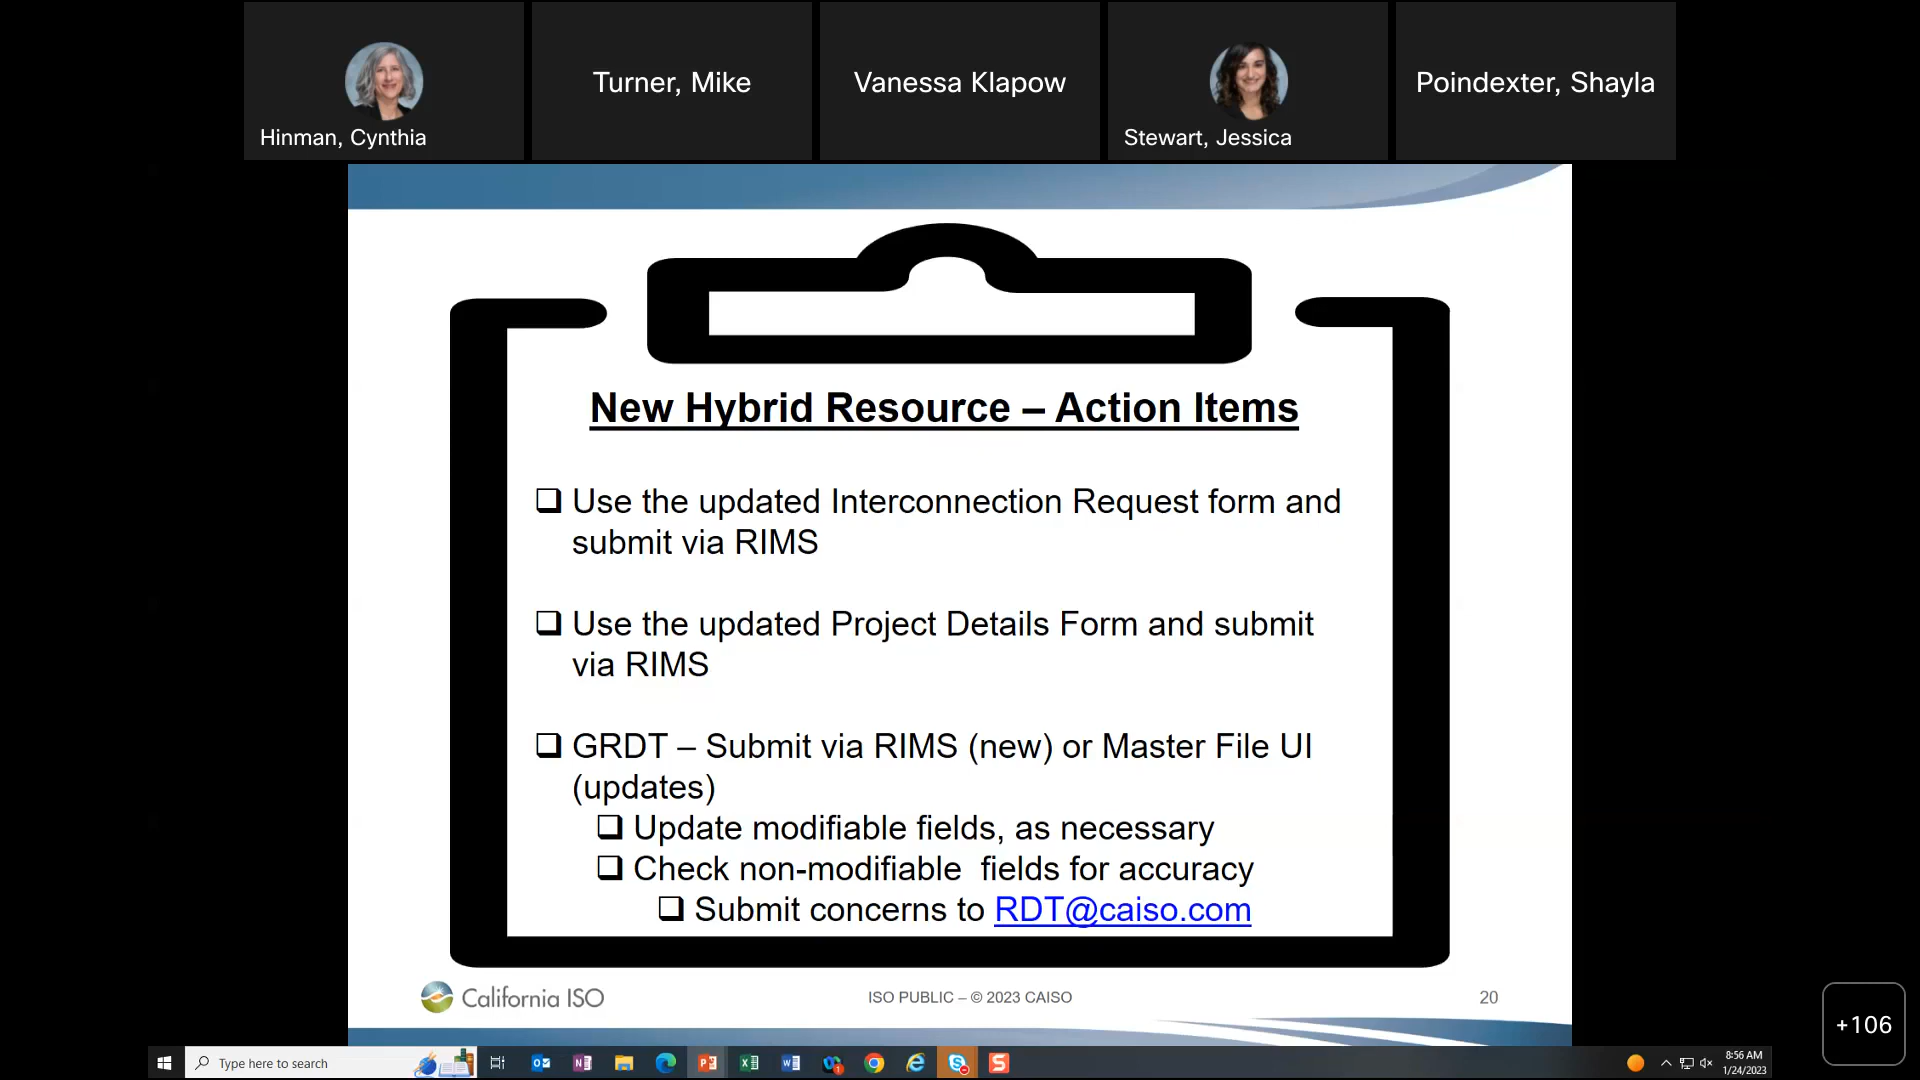 Hinman, Cynthia
Turner, Mike
Vanessa Klapow
Stewart, Jessica
Poindexter, Shayla
New Hybrid Resource – Action Items
Use the updated Interconnection Request form and
submit via RIMS
Use the updated Project Details Form and submit
via RIMS
GRDT – Submit via RIMS (new) or Master File UI
(updates)
Update modifiable fields, as necessary
Check non-modifiable fields for accuracy
Submit concerns to RDT@caiso.com
California ISO
ISO PUBLIC – © 2023 CAISO
20
+106
Type here to search
8:56 AM
1/24/2023